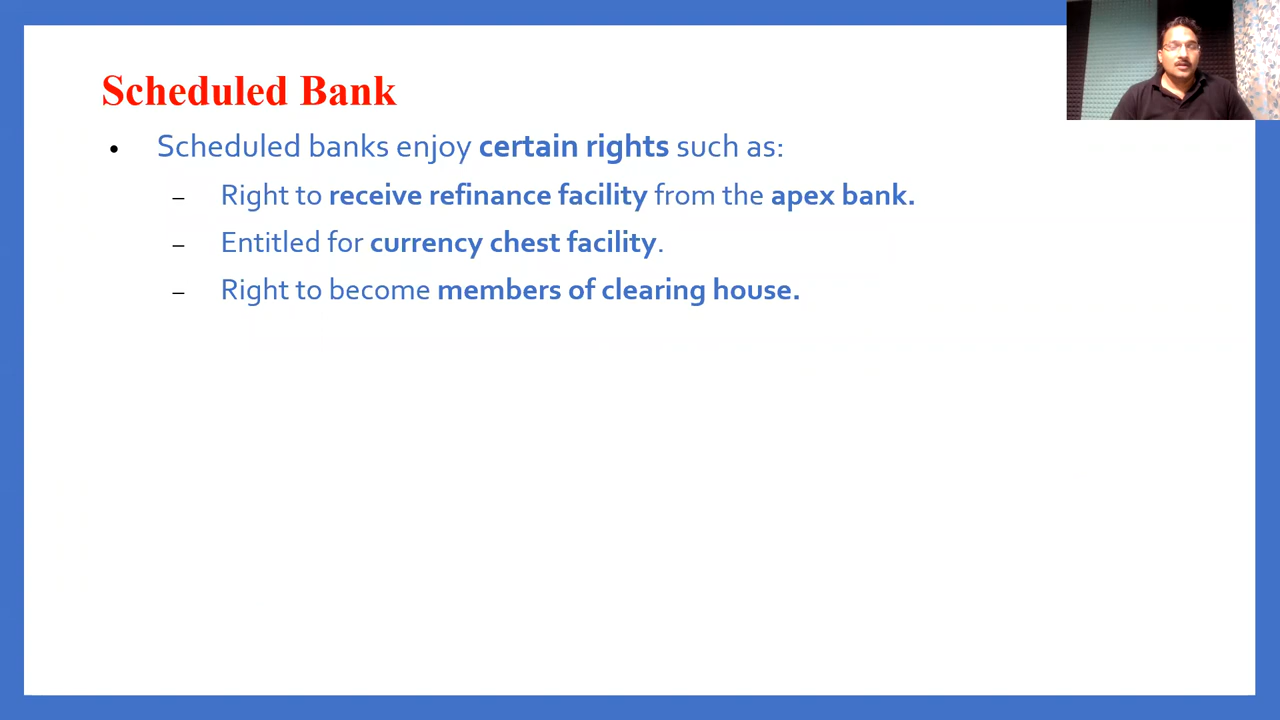 Scheduled Bank
• Scheduled banks enjoy certain rights such as:
– Right to receive refinance facility from the apex bank.
– Entitled for currency chest facility.
– Right to become members of clearing house.